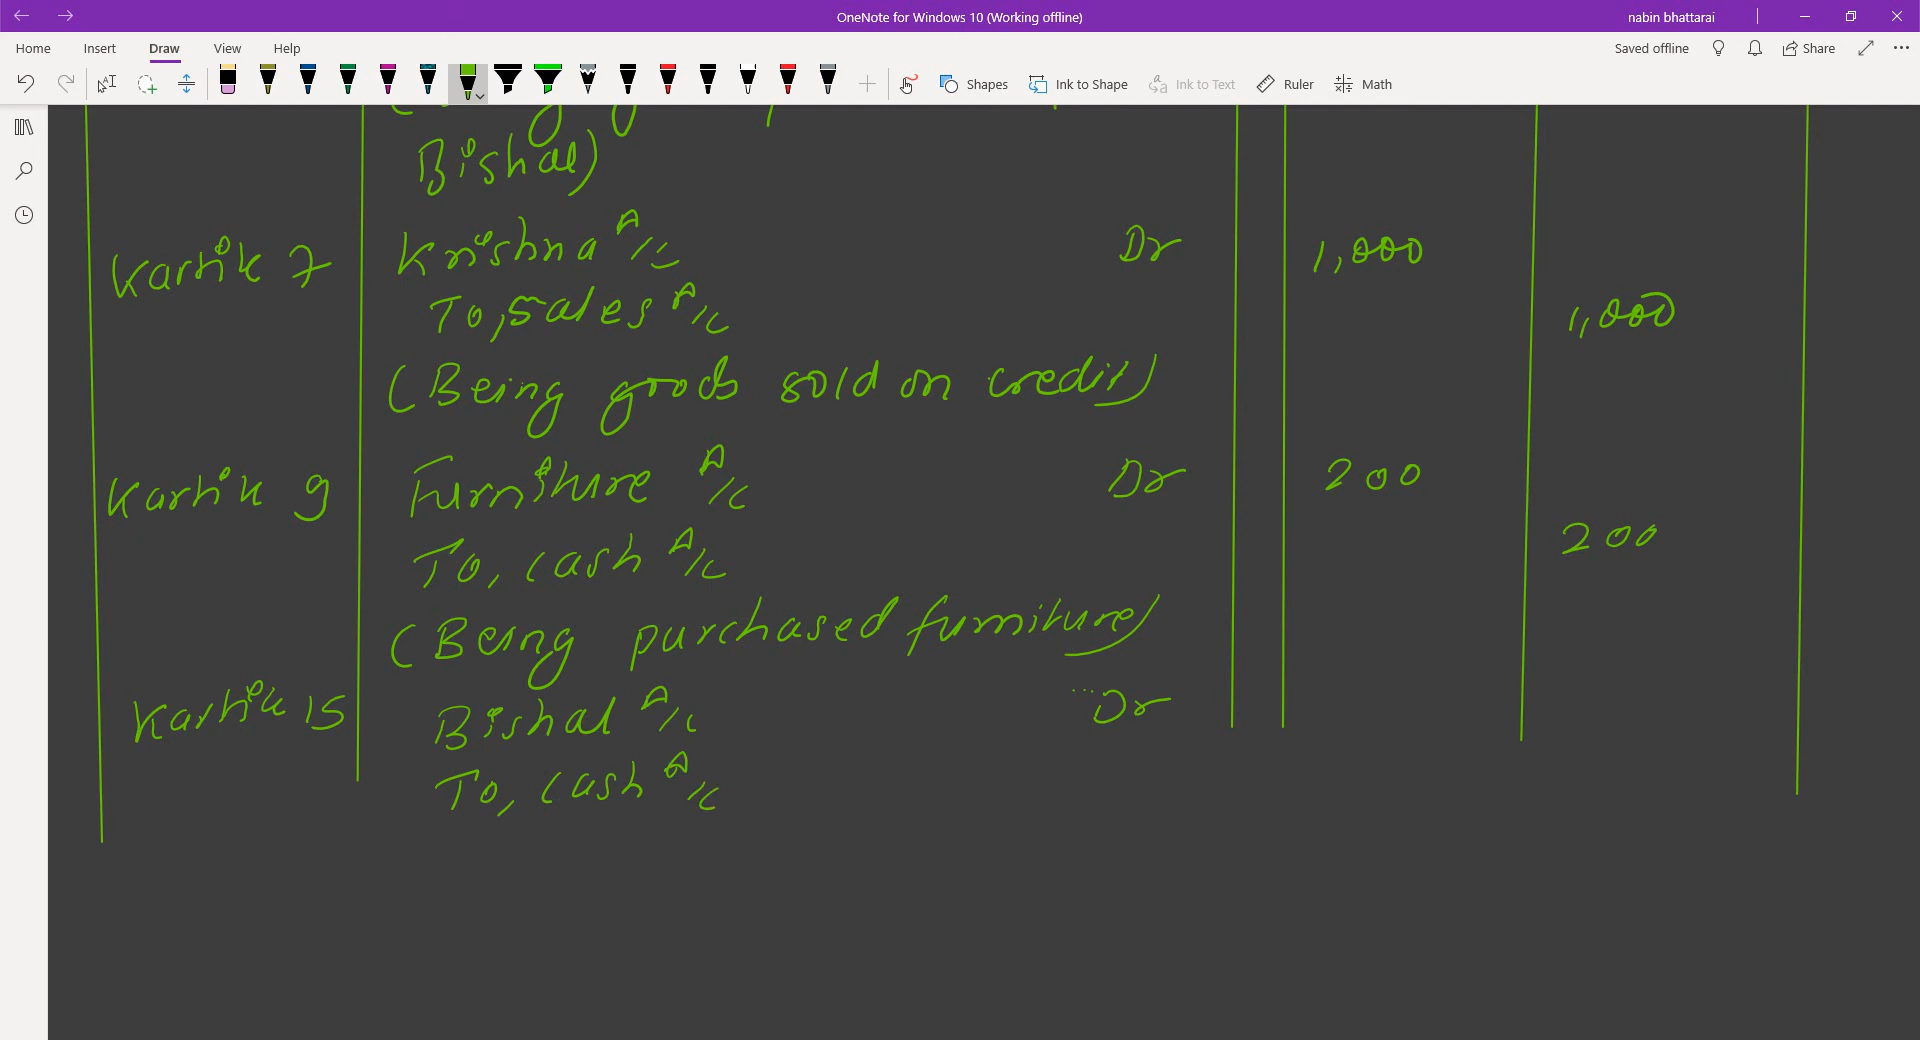 OneNote for Windows 10 (Working offline)
nabin bhattarai
Home Insert Draw View Help
Saved offline Share
Shapes Ink to Shape Ink to Text Ruler Math
Bishal)
Kartik 7 Krishna A/c Dr 1,000
To, Sales A/c 1,000
(Being goods sold on credit)
Kartik 9 Furniture A/c Dr 200
To, cash A/c 200
(Being purchased furniture)
Kartik 15 Bishal A/c Dr
To, cash A/c